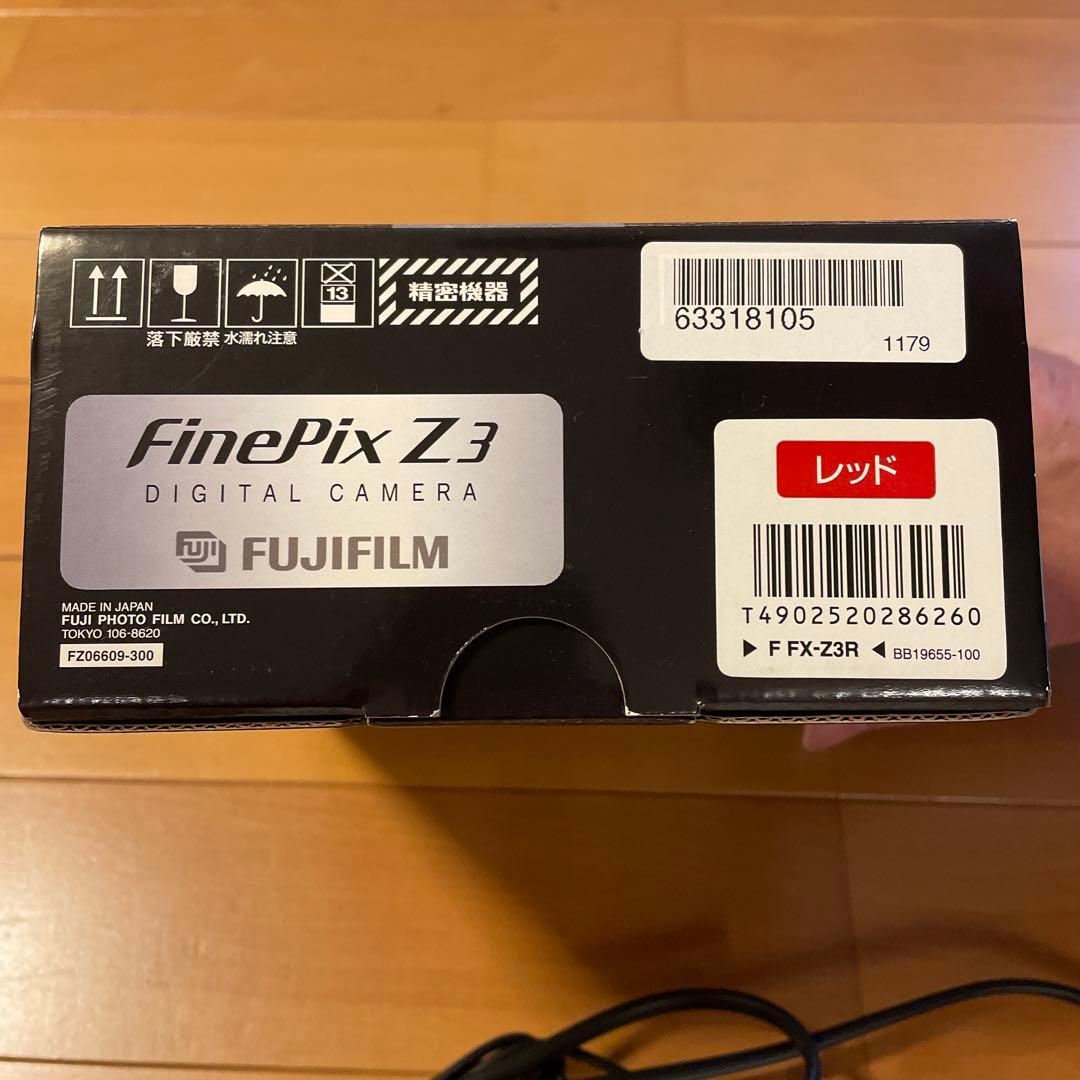 13
精密機器
落下厳禁 水濡れ注意
FinePix Z3
DIGITAL CAMERA
FUJI FUJIFILM
MADE IN JAPAN
FUJI PHOTO FILM CO., LTD.
TOKYO 106-8620
FZ06609-300
63318105
1179
レッド
T4902520286260
▶ F FX-Z3R ◀ BB19655-100